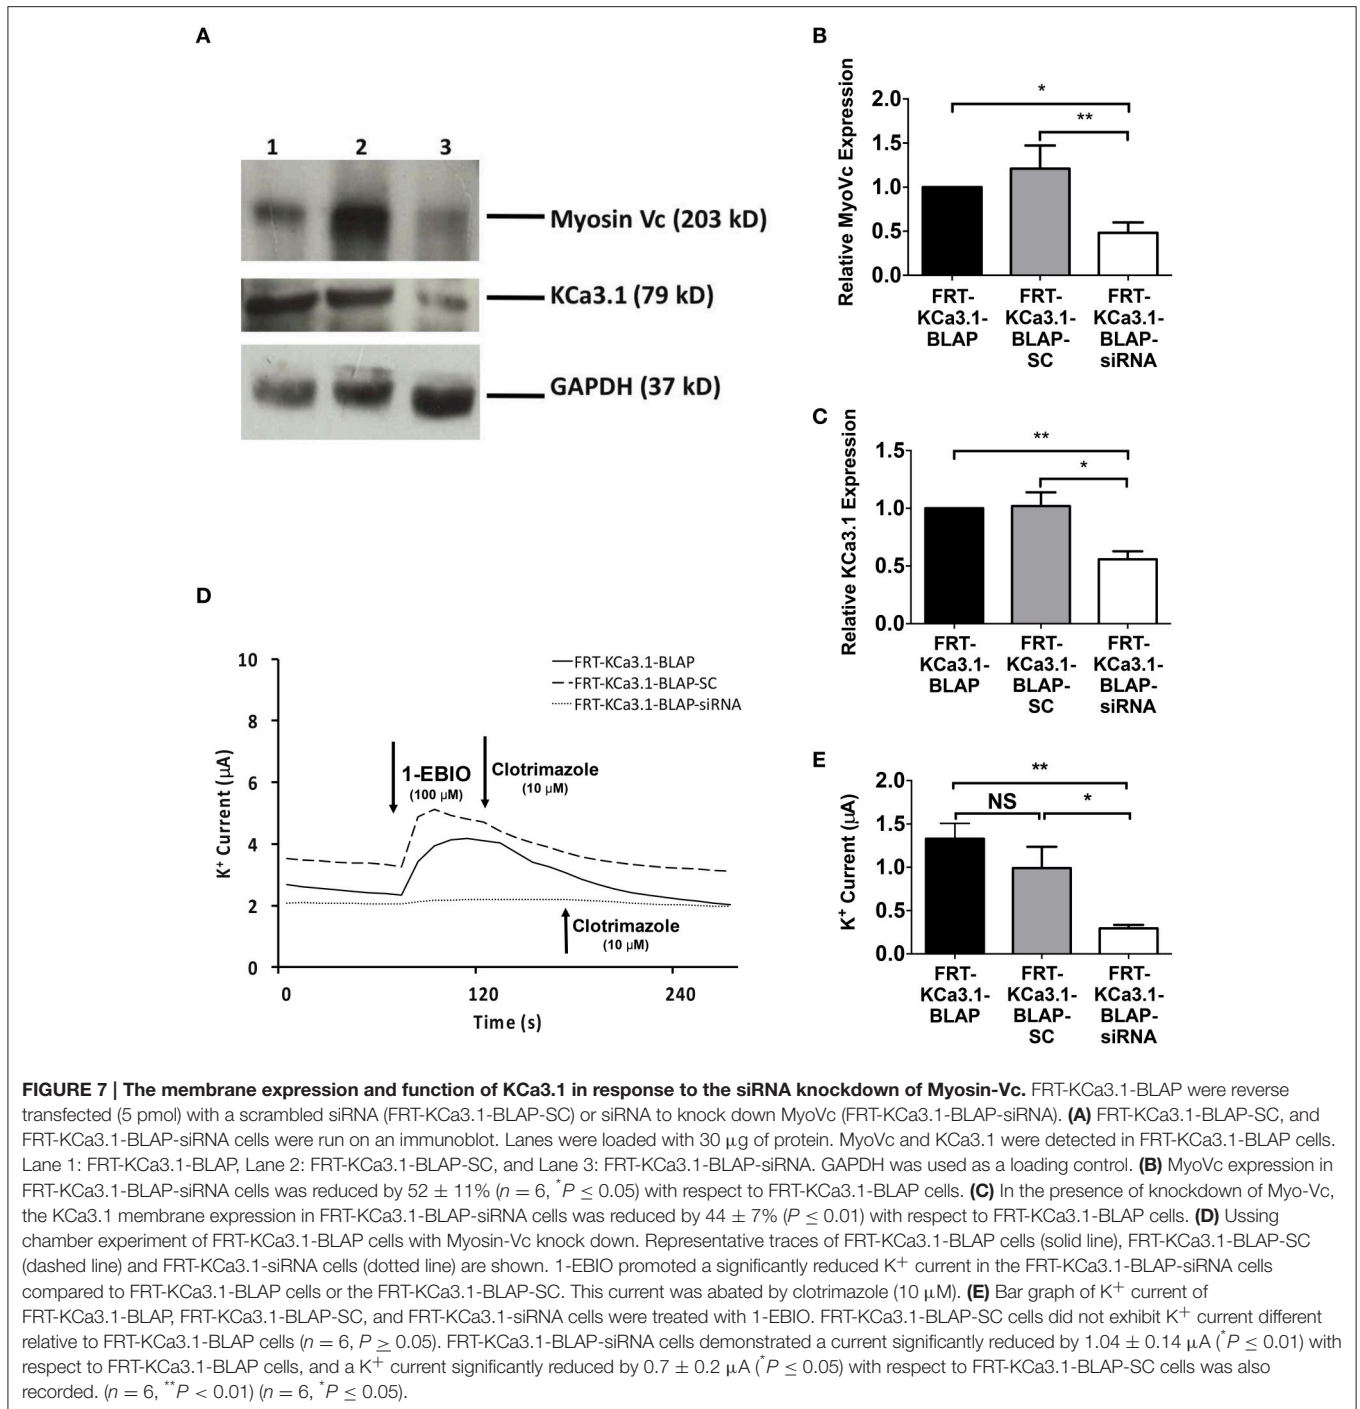 A
1 2 3
Myosin Vc (203 kD)
KCa3.1 (79 kD)
GAPDH (37 kD)
B
Relative MyoVc Expression
2.0
1.5
1.0
0.5
0.0
*
**
FRT-
KCa3.1-
BLAP
FRT-
KCa3.1-
BLAP-
SC
FRT-
KCa3.1-
BLAP-
siRNA
C
Relative KCa3.1 Expression
1.5
1.0
0.5
0.0
**
*
FRT-
KCa3.1-
BLAP
FRT-
KCa3.1-
BLAP-
SC
FRT-
KCa3.1-
BLAP-
siRNA
D
K⁺ Current (µA)
10
8
6
4
2
0
FRT-KCa3.1-BLAP
FRT-KCa3.1-BLAP-SC
FRT-KCa3.1-BLAP-siRNA
1-EBIO
(100 µM)
Clotrimazole
(10 µM)
Clotrimazole
(10 µM)
0 120 240
Time (s)
E
K⁺ Current (µA)
2.0
1.5
1.0
0.5
0.0
**
NS
*
FRT-
KCa3.1-
BLAP
FRT-
KCa3.1-
BLAP-
SC
FRT-
KCa3.1-
BLAP-
siRNA
FIGURE 7 | The membrane expression and function of KCa3.1 in response to the siRNA knockdown of Myosin-Vc. FRT-KCa3.1-BLAP were reverse
transfected (5 pmol) with a scrambled siRNA (FRT-KCa3.1-BLAP-SC) or siRNA to knock down MyoVc (FRT-KCa3.1-BLAP-siRNA). (A) FRT-KCa3.1-BLAP-SC, and
FRT-KCa3.1-BLAP-siRNA cells were run on an immunoblot. Lanes were loaded with 30 µg of protein. MyoVc and KCa3.1 were detected in FRT-KCa3.1-BLAP cells.
Lane 1: FRT-KCa3.1-BLAP, Lane 2: FRT-KCa3.1-BLAP-SC, and Lane 3: FRT-KCa3.1-BLAP-siRNA. GAPDH was used as a loading control. (B) MyoVc expression in
FRT-KCa3.1-BLAP-siRNA cells was reduced by 52 ± 11% (n = 6, *P ≤ 0.05) with respect to FRT-KCa3.1-BLAP cells. (C) In the presence of knockdown of Myo-Vc,
the KCa3.1 membrane expression in FRT-KCa3.1-BLAP-siRNA cells was reduced by 44 ± 7% (P ≤ 0.01) with respect to FRT-KCa3.1-BLAP cells. (D) Ussing
chamber experiment of FRT-KCa3.1-BLAP cells with Myosin-Vc knock down. Representative traces of FRT-KCa3.1-BLAP cells (solid line), FRT-KCa3.1-BLAP-SC
(dashed line) and FRT-KCa3.1-siRNA cells (dotted line) are shown. 1-EBIO promoted a significantly reduced K⁺ current in the FRT-KCa3.1-BLAP-siRNA cells
compared to FRT-KCa3.1-BLAP cells or the FRT-KCa3.1-BLAP-SC. This current was abated by clotrimazole (10 µM). (E) Bar graph of K⁺ current of
FRT-KCa3.1-BLAP, FRT-KCa3.1-BLAP-SC, and FRT-KCa3.1-siRNA cells were treated with 1-EBIO. FRT-KCa3.1-BLAP-SC cells did not exhibit K⁺ current different
relative to FRT-KCa3.1-BLAP cells (n = 6, P ≥ 0.05). FRT-KCa3.1-BLAP-siRNA cells demonstrated a current significantly reduced by 1.04 ± 0.14 µA (*P ≤ 0.01) with
respect to FRT-KCa3.1-BLAP cells, and a K⁺ current significantly reduced by 0.7 ± 0.2 µA (*P ≤ 0.05) with respect to FRT-KCa3.1-BLAP-SC cells was also
recorded. (n = 6, **P < 0.01) (n = 6, *P ≤ 0.05).